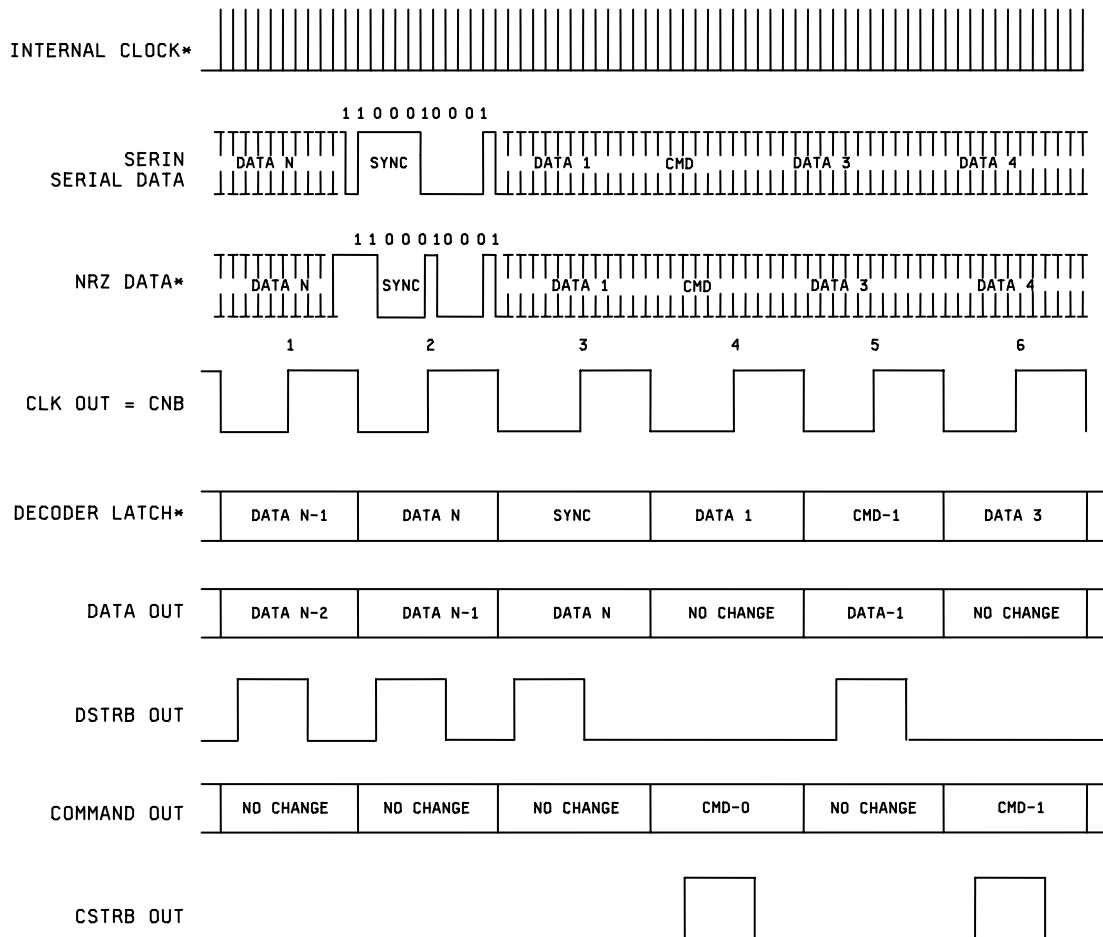 INTERNAL CLOCK*
1 1 0 0 0 1 0 0 0 1
SERIN
SERIAL DATA
DATA N
SYNC
DATA 1
CMD
DATA 3
DATA 4
1 1 0 0 0 1 0 0 0 1
NRZ DATA*
DATA N
SYNC
DATA 1
CMD
DATA 3
DATA 4
1 2 3 4 5 6
CLK OUT = CNB
DECODER LATCH* DATA N-1 DATA N SYNC DATA 1 CMD-1 DATA 3
DATA OUT DATA N-2 DATA N-1 DATA N NO CHANGE DATA-1 NO CHANGE
DSTRB OUT
COMMAND OUT NO CHANGE NO CHANGE NO CHANGE CMD-0 NO CHANGE CMD-1
CSTRB OUT